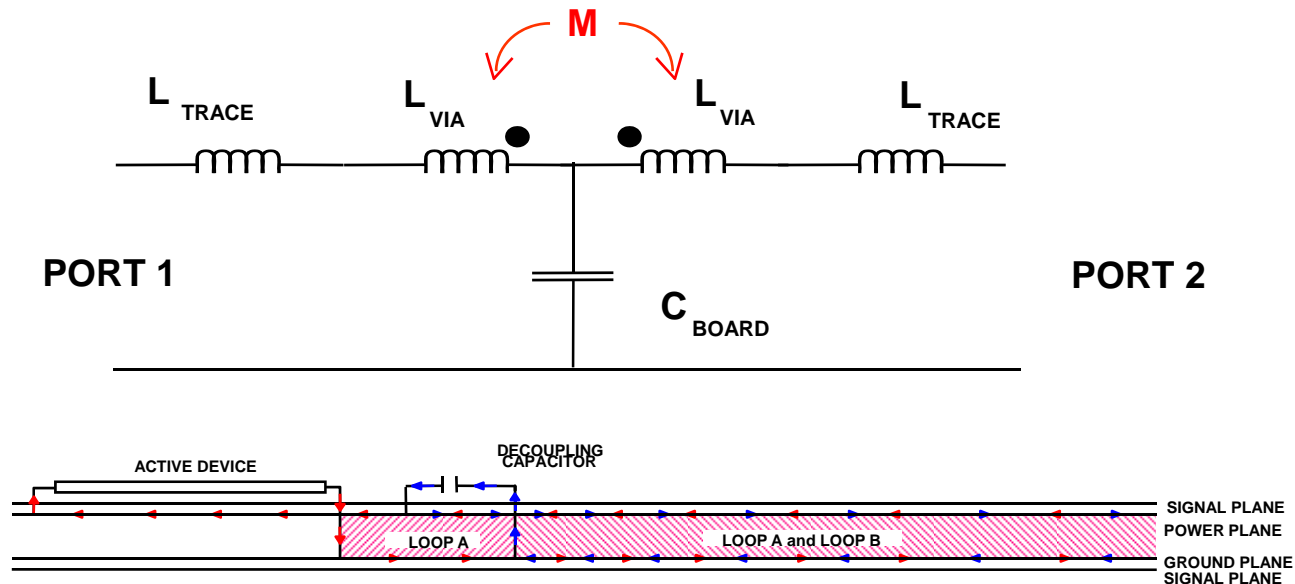 M
L TRACE
L VIA
L VIA
L TRACE
PORT 1
PORT 2
C BOARD
ACTIVE DEVICE
DECOUPLING
CAPACITOR
SIGNAL PLANE
POWER PLANE
LOOP A
LOOP A and LOOP B
GROUND PLANE
SIGNAL PLANE